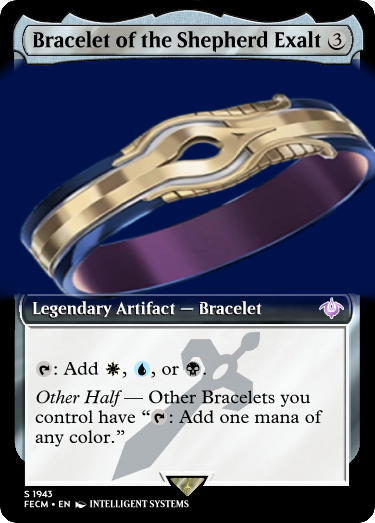 Bracelet of the Shepherd Exalt 3
Legendary Artifact — Bracelet
: Add , , or .
Other Half — Other Bracelets you
control have “: Add one mana of
any color.”
S 1943
FECM • EN INTELLIGENT SYSTEMS